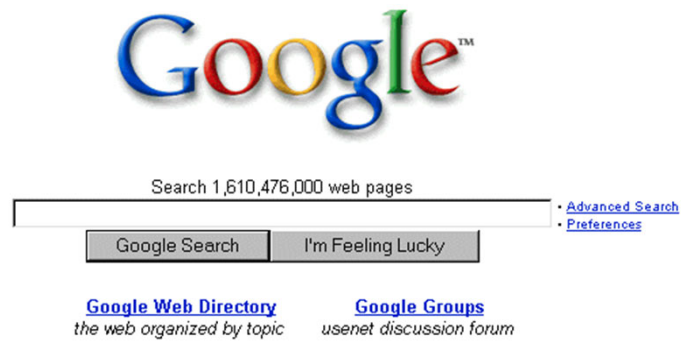 Google™
Search 1,610,476,000 web pages
• Advanced Search
• Preferences
Google Search I'm Feeling Lucky
Google Web Directory Google Groups
the web organized by topic usenet discussion forum